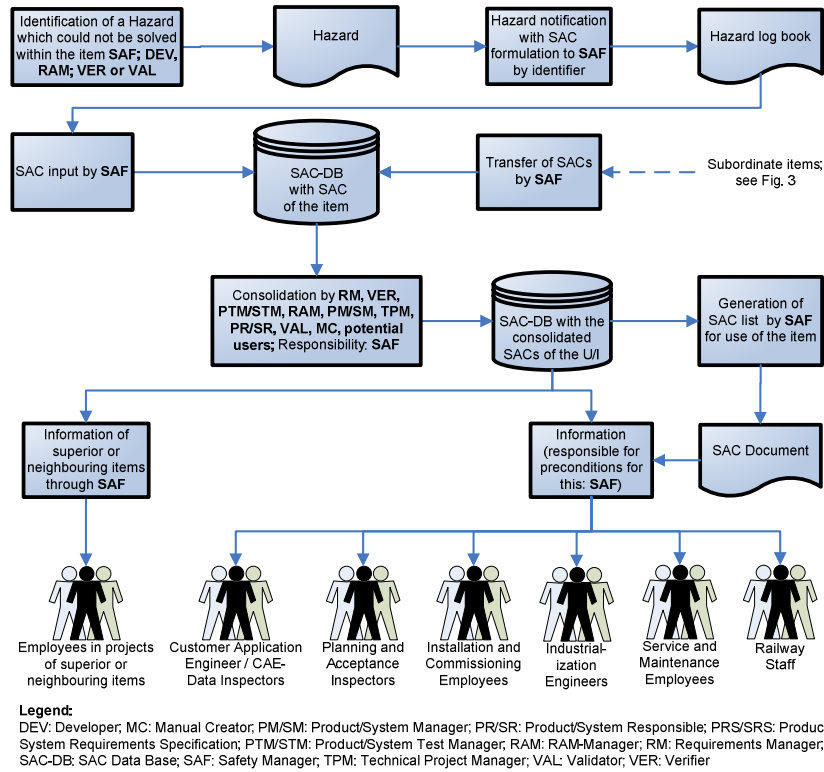 Identification of a Hazard
which could not be solved
within the item SAF; DEV,
RAM; VER or VAL
Hazard
Hazard notification
with SAC
formulation to SAF
by identifier
Hazard log book
SAC input by SAF
SAC-DB
with SAC
of the item
Transfer of SACs
by SAF
Subordinate items;
see Fig. 3
Consolidation by RM, VER,
PTM/STM, RAM, PM/SM, TPM,
PR/SR, VAL, MC, potential
users; Responsibility: SAF
SAC-DB with the
consolidated
SACs of the U/I
Generation of
SAC list by SAF
for use of the item
Information of
superior or
neighbouring items
through SAF
Information
(responsible for
preconditions for
this: SAF)
SAC Document
Employees in projects
of superior or
neighbouring items
Customer Application
Engineer / CAE-
Data Inspectors
Planning and
Acceptance
Inspectors
Installation and
Commissioning
Employees
Industrial-
ization
Engineers
Service and
Maintenance
Employees
Railway
Staff
Legend:
DEV: Developer; MC: Manual Creator; PM/SM: Product/System Manager; PR/SR: Product/System Responsible; PRS/SRS: Produc
System Requirements Specification; PTM/STM: Product/System Test Manager; RAM: RAM-Manager; RM: Requirements Manager;
SAC-DB: SAC Data Base; SAF: Safety Manager; TPM: Technical Project Manager; VAL: Validator; VER: Verifier